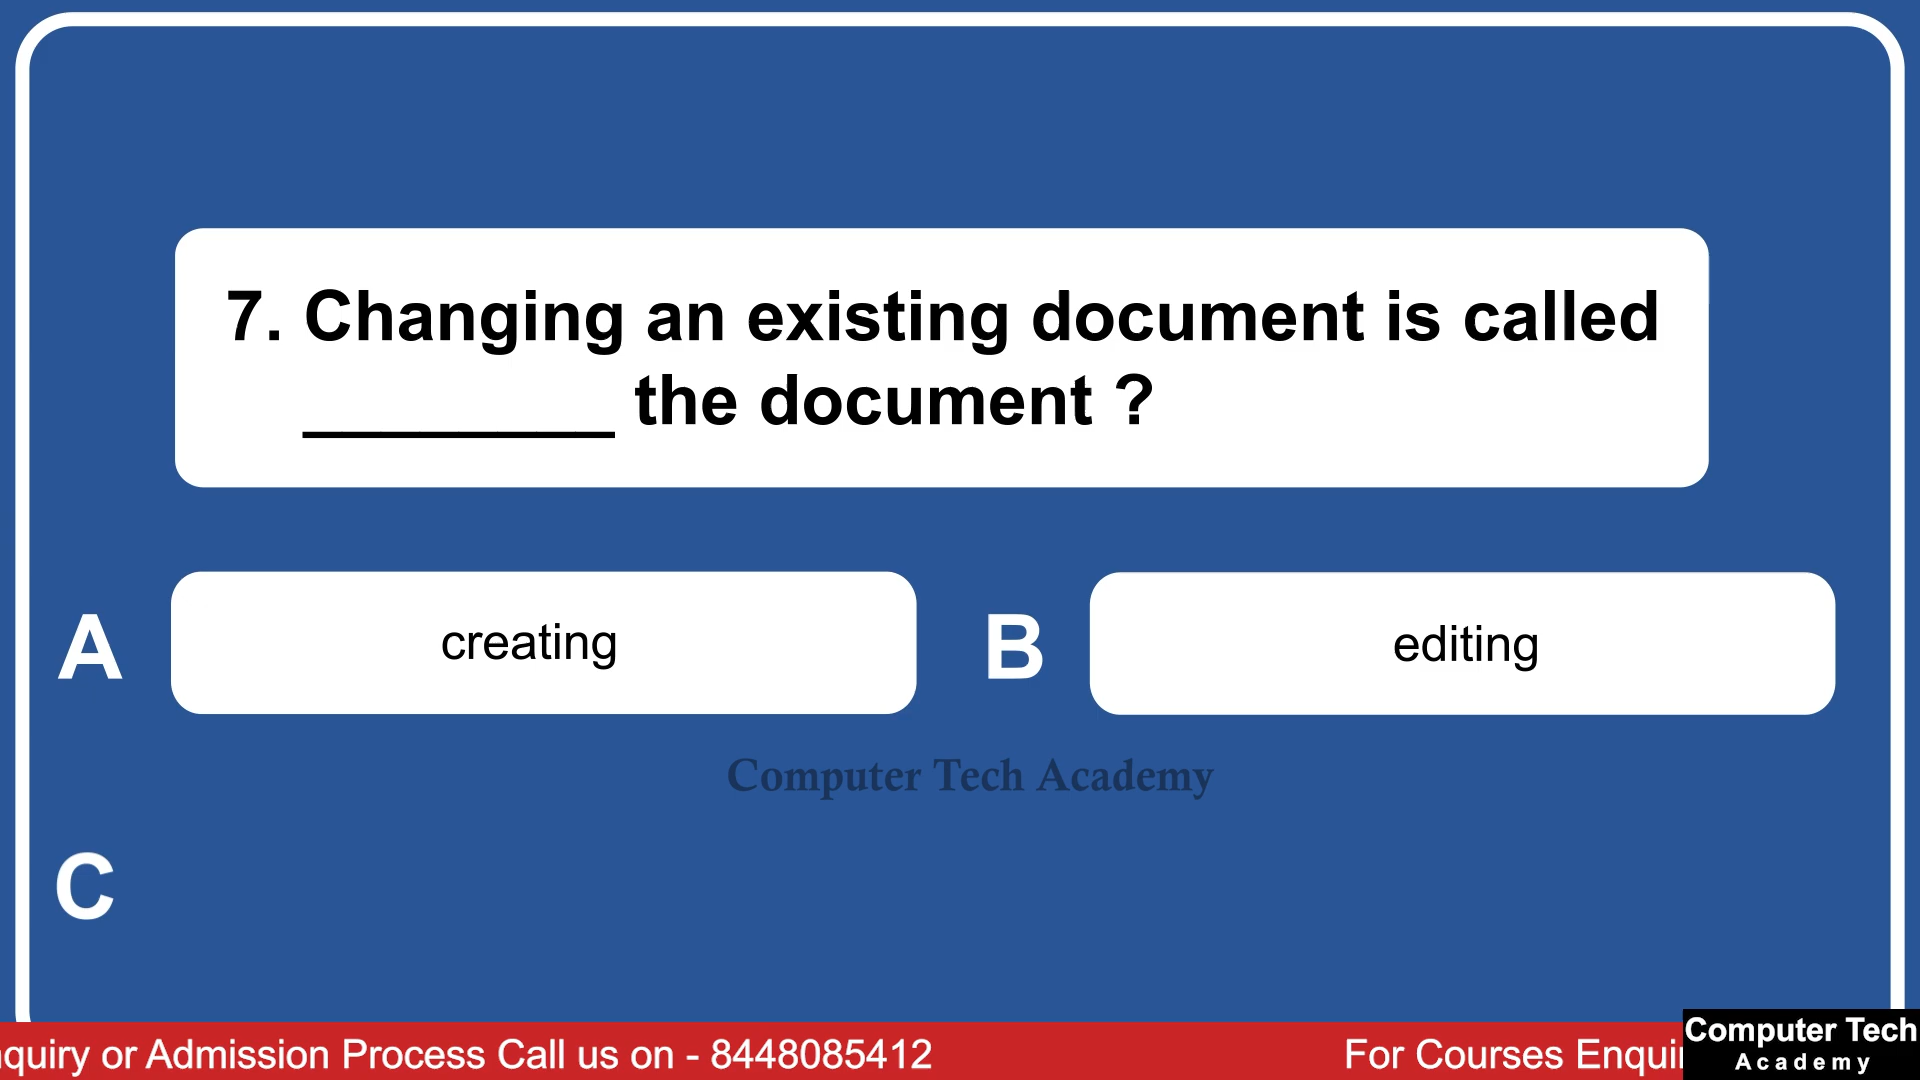 7. Changing an existing document is called
________ the document ?
A
creating
B
editing
Computer Tech Academy
C
quiry or Admission Process Call us on - 8448085412
For Courses Enqui
Computer Tech
Academy